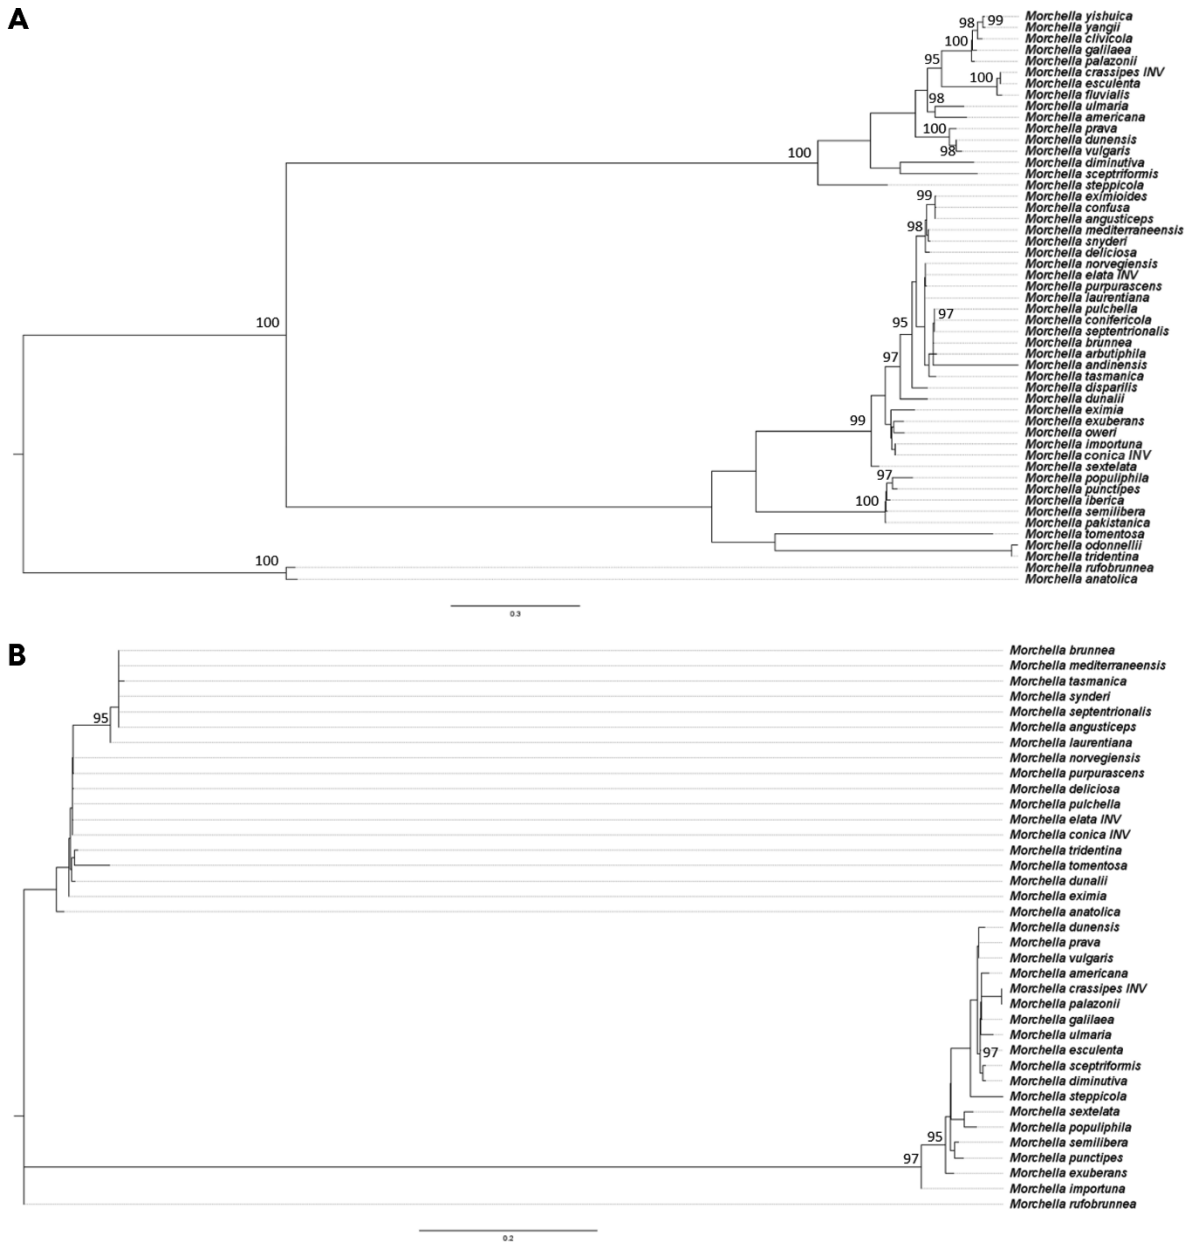 A
Morchella yishuica
98 99
Morchella yangii
Morchella clivicola
100
Morchella galilaea
95
Morchella palazonii
Morchella crassipes INV
100
Morchella esculenta
Morchella fluvialis
98
Morchella ulmaria
Morchella americana
100
Morchella prava
Morchella dunensis
98
Morchella vulgaris
100
Morchella diminutiva
Morchella sceptriformis
Morchella steppicola
99
Morchella eximioides
Morchella confusa
Morchella angusticeps
98
Morchella mediterraneensis
Morchella snyderi
Morchella deliciosa
Morchella norvegiensis
Morchella elata INV
Morchella purpurascens
Morchella laurentiana
Morchella pulchella
97
Morchella conifericola
100
95
Morchella septentrionalis
Morchella brunnea
97
Morchella arbutiphila
Morchella andinensis
Morchella tasmanica
Morchella disparilis
Morchella dunalii
Morchella eximia
99
Morchella exuberans
Morchella oweri
Morchella importuna
Morchella conica INV
Morchella sextelata
97
Morchella populiphila
Morchella punctipes
100
Morchella iberica
Morchella semilibera
Morchella pakistanica
Morchella tomentosa
Morchella odonnellii
Morchella tridentina
100
Morchella rufobrunnea
Morchella anatolica
0.3
B
Morchella brunnea
Morchella mediterraneensis
Morchella tasmanica
Morchella synderi
Morchella septentrionalis
95
Morchella angusticeps
Morchella laurentiana
Morchella norvegiensis
Morchella purpurascens
Morchella deliciosa
Morchella pulchella
Morchella elata INV
Morchella conica INV
Morchella tridentina
Morchella tomentosa
Morchella dunalii
Morchella eximia
Morchella anatolica
Morchella dunensis
Morchella prava
Morchella vulgaris
Morchella americana
Morchella crassipes INV
Morchella palazonii
Morchella galilaea
Morchella ulmaria
97
Morchella esculenta
Morchella sceptriformis
Morchella diminutiva
Morchella steppicola
Morchella sextelata
Morchella populiphila
95
Morchella semilibera
97
Morchella punctipes
Morchella exuberans
Morchella importuna
Morchella rufobrunnea
0.2